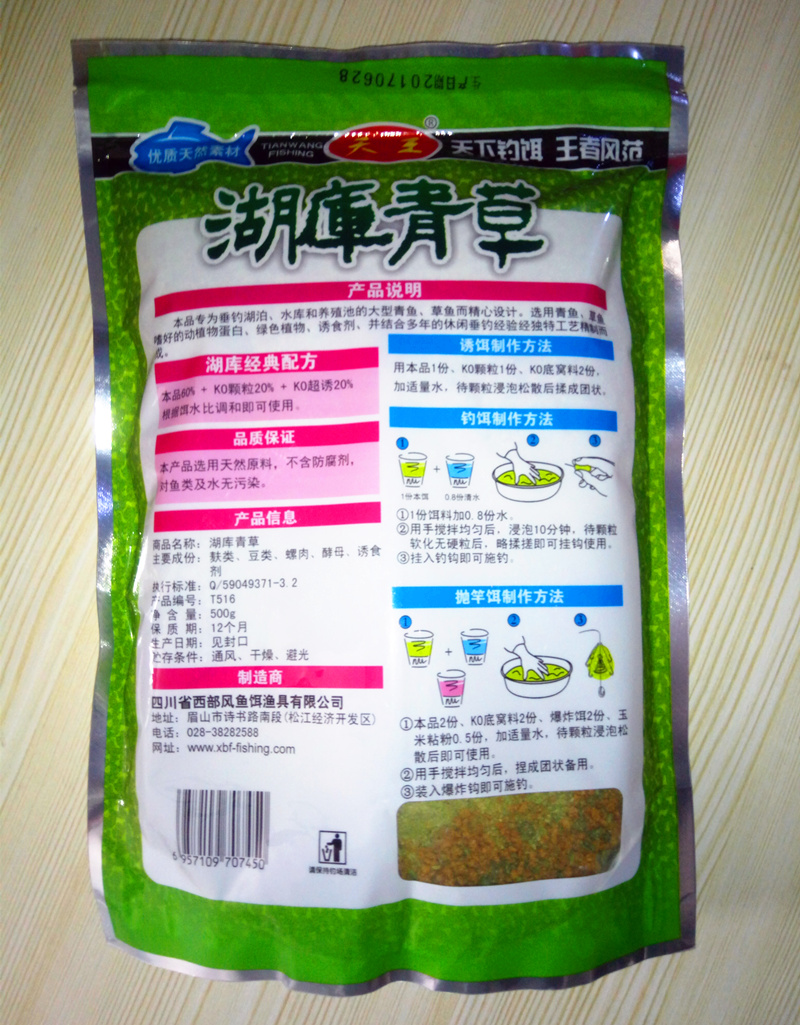 生产日期20170628
优质天然素材
TIANWANG
FISHING
天王
®
天下钓饵 王者风范
湖庫青草
产品说明
本品专为垂钓湖泊、水库和养殖池的大型青鱼、草鱼而精心设计。选用青鱼、草鱼
嗜好的动植物蛋白、绿色植物、诱食剂、并结合多年的休闲垂钓经验经独特工艺精制而
成。
湖库经典配方
本品60% + KO颗粒20% + KO超诱20%
根据饵水比调和即可使用。
品质保证
本产品选用天然原料，不含防腐剂，
对鱼类及水无污染。
产品信息
商品名称： 湖库青草
主要成份： 麸类、豆类、螺肉、酵母、诱食
剂
执行标准： Q/59049371-3.2
产品编号： T516
净 含 量： 500g
保 质 期： 12个月
生产日期： 见封口
贮存条件： 通风、干燥、避光
制造商
四川省西部风鱼饵渔具有限公司
地址： 眉山市诗书路南段(松江经济开发区)
电话： 028-38282588
网址： www.xbf-fishing.com
6 957109 707450
请保持钓场清洁
诱饵制作方法
用本品1份、KO颗粒1份、KO底窝料2份，
加适量水，待颗粒浸泡松散后揉成团状。
钓饵制作方法
① + ② ③
1份本饵 0.8份清水
①1份饵料加0.8份水。
②用手搅拌均匀后，浸泡10分钟，待颗粒
软化无硬粒后，略揉搓即可挂钩使用。
③挂入钓钩即可施钓。
抛竿饵制作方法
① + ② ③
①本品2份、KO底窝料2份、爆炸饵2份、玉
米粘粉0.5份，加适量水，待颗粒浸泡松
散后即可使用。
②用手搅拌均匀后，捏成团状备用。
③装入爆炸钩即可施钓。